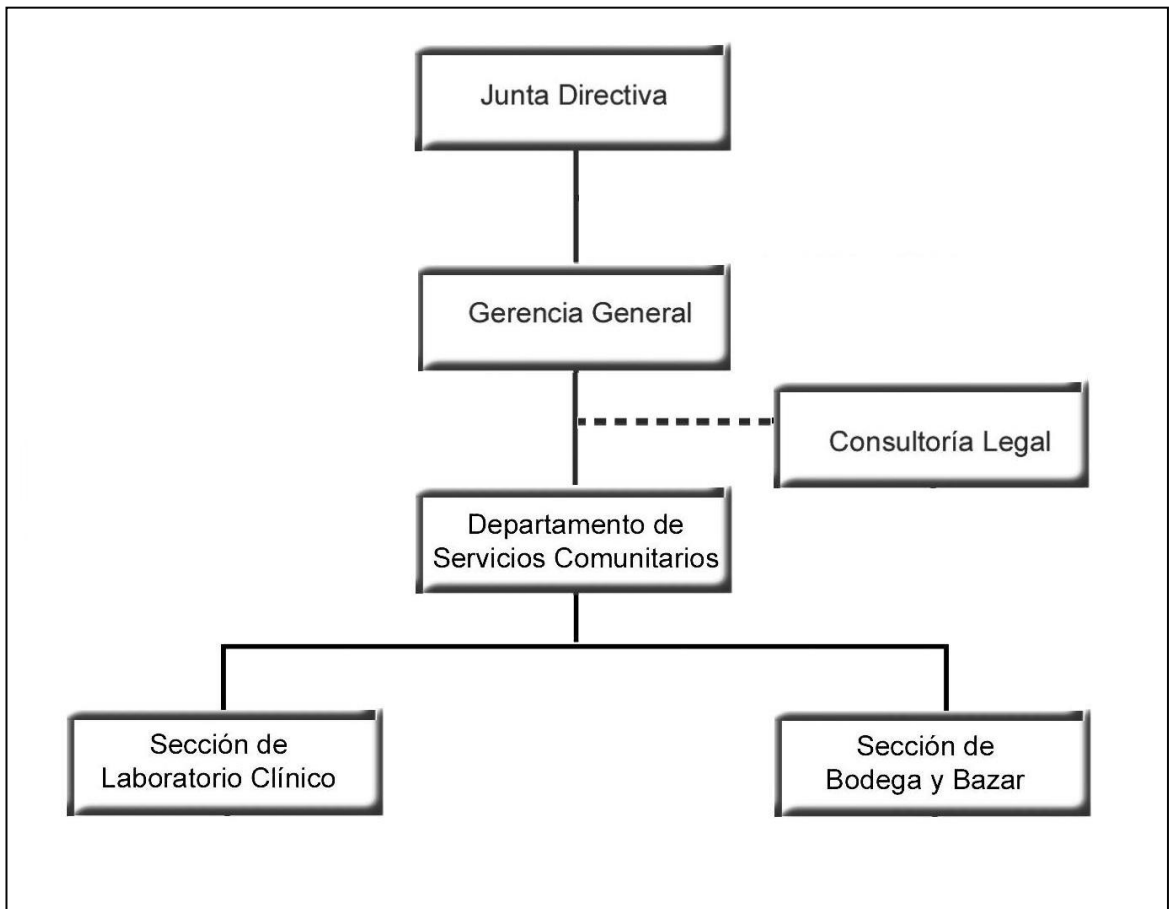 Junta Directiva
Gerencia General
Consultoría Legal
Departamento de
Servicios Comunitarios
Sección de
Laboratorio Clínico
Sección de
Bodega y Bazar